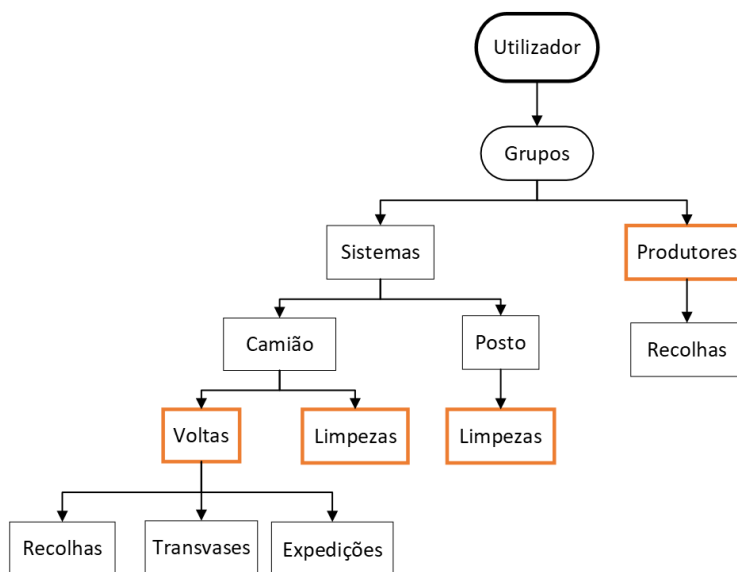 Utilizador
Grupos
Sistemas
Produtores
Camião
Posto
Recolhas
Voltas
Limpezas
Limpezas
Recolhas
Transvases
Expedições